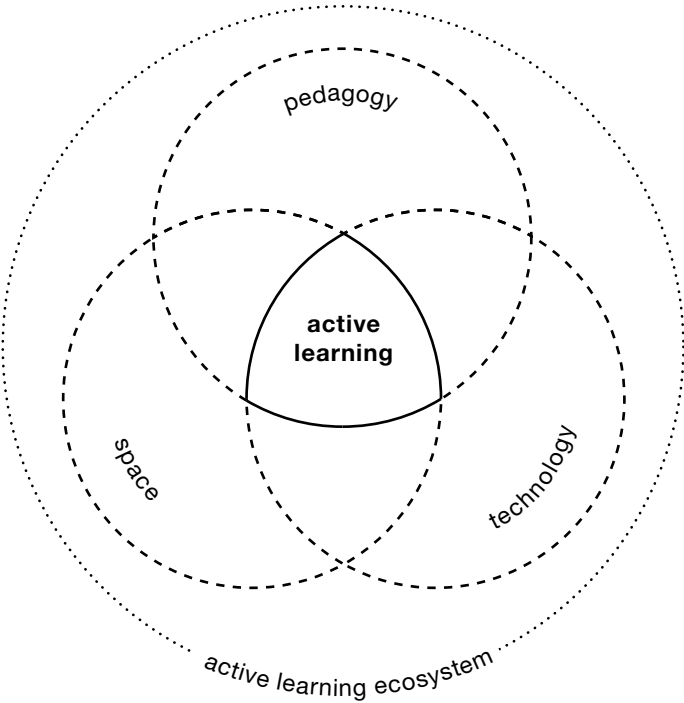 pedagogy
active
learning
space
technology
active learning ecosystem